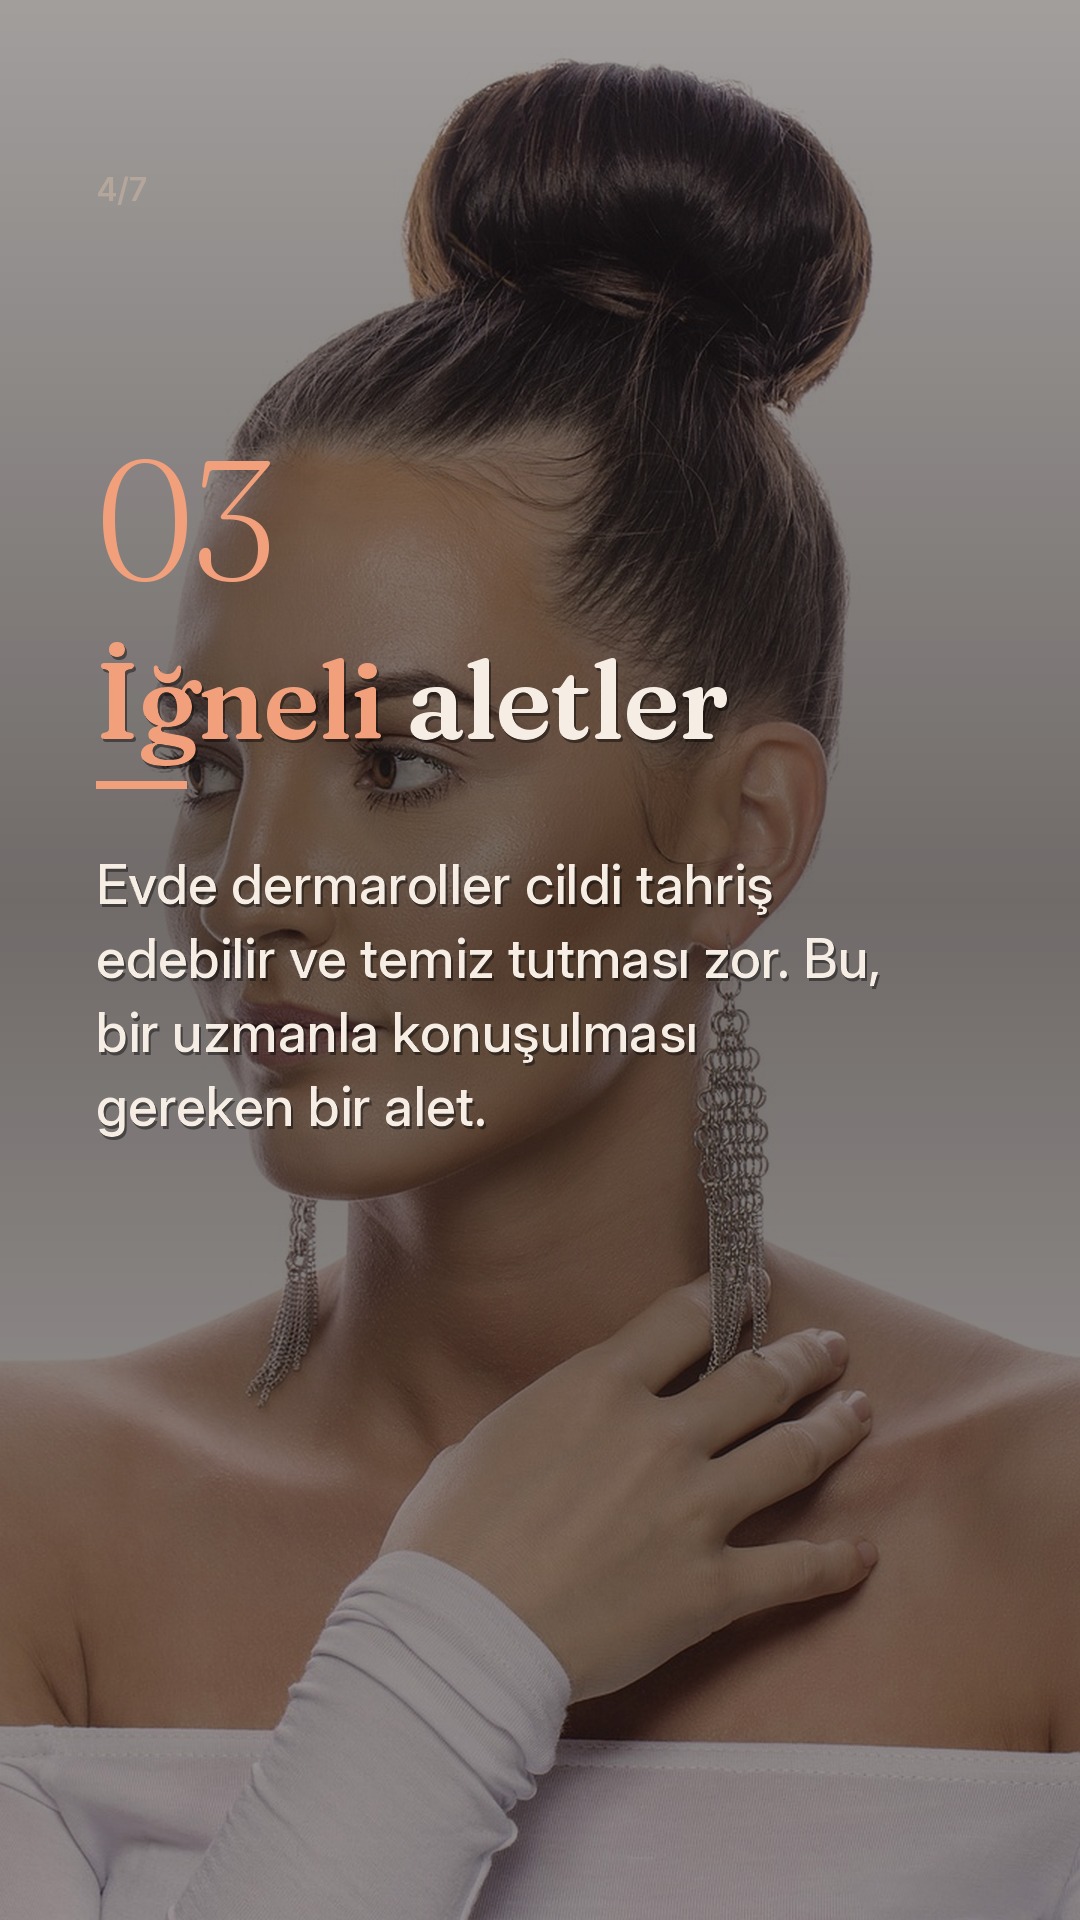 4/7
03
İğneli aletler
Evde dermaroller cildi tahriş
edebilir ve temiz tutması zor. Bu,
bir uzmanla konuşulması
gereken bir alet.